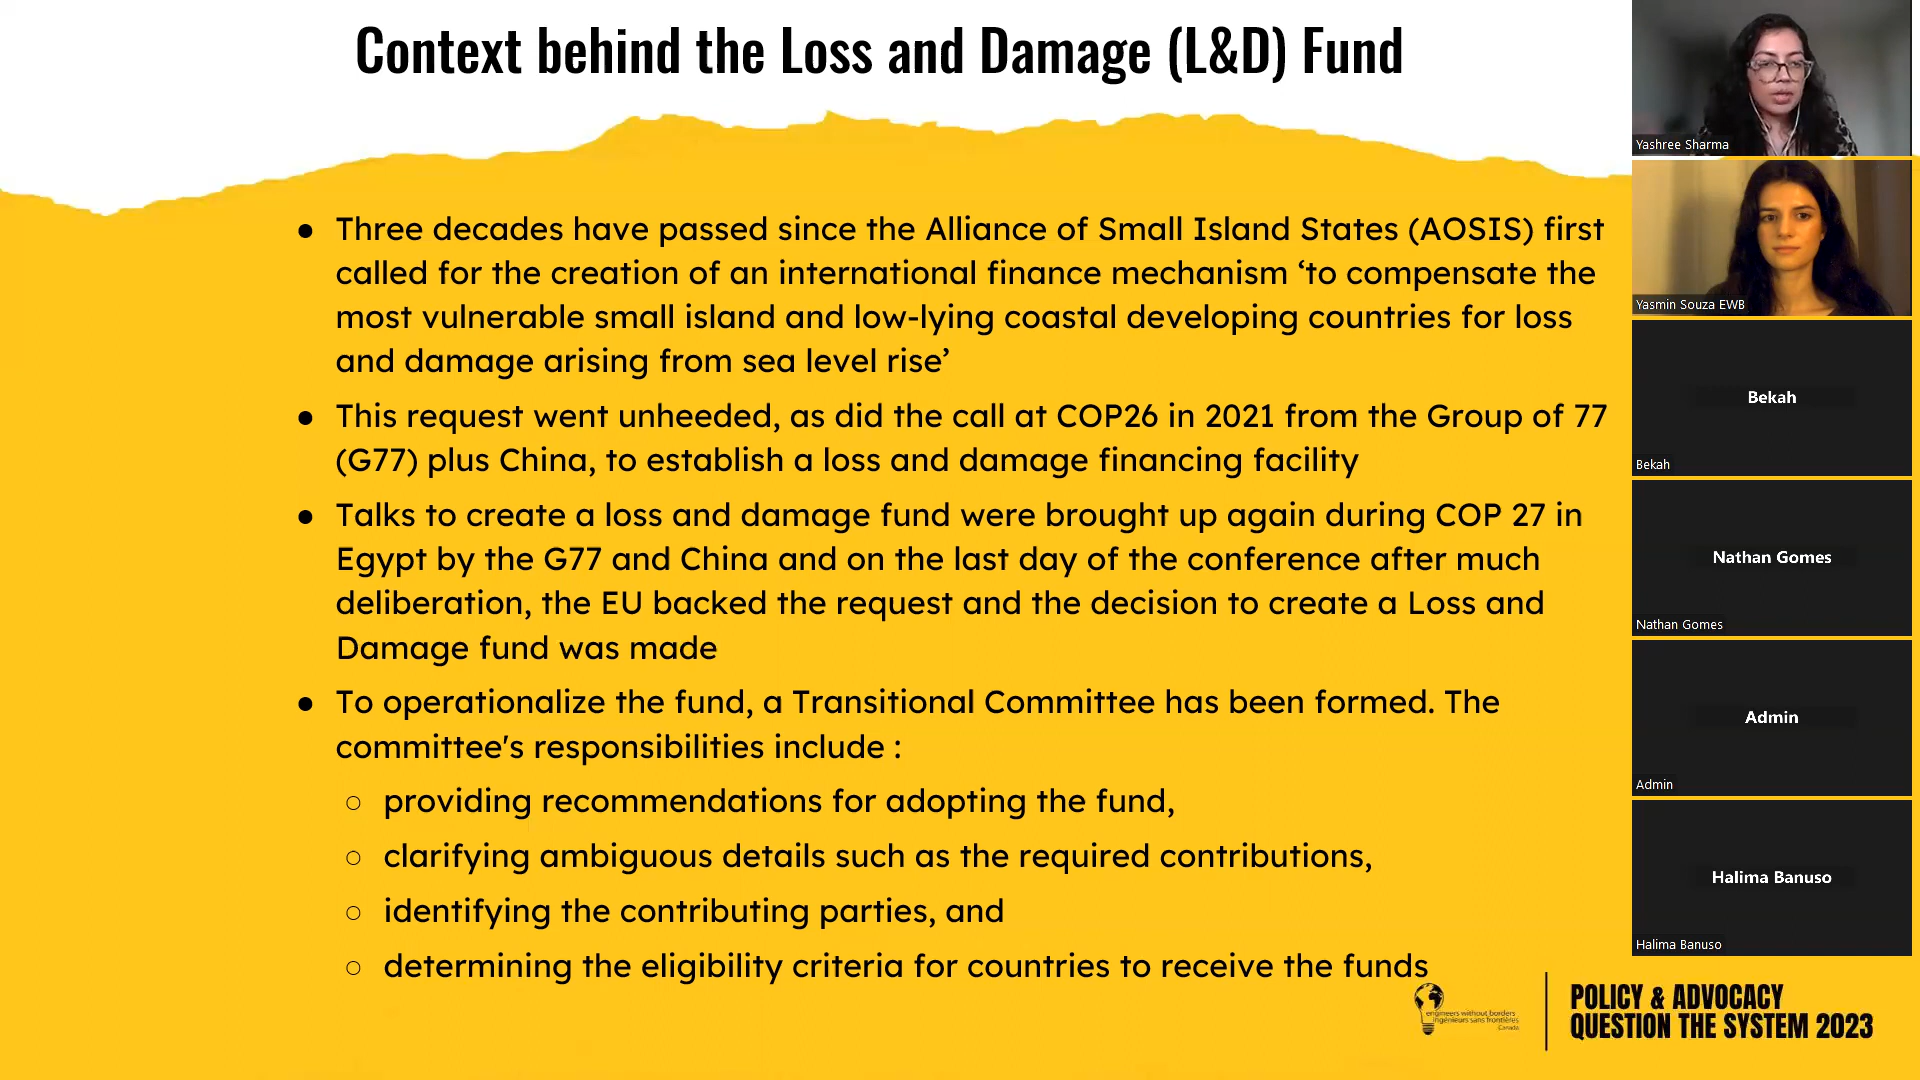 Context behind the Loss and Damage (L&D) Fund
● Three decades have passed since the Alliance of Small Island States (AOSIS) first
called for the creation of an international finance mechanism ‘to compensate the
most vulnerable small island and low-lying coastal developing countries for loss
and damage arising from sea level rise’
● This request went unheeded, as did the call at COP26 in 2021 from the Group of 77
(G77) plus China, to establish a loss and damage financing facility
● Talks to create a loss and damage fund were brought up again during COP 27 in
Egypt by the G77 and China and on the last day of the conference after much
deliberation, the EU backed the request and the decision to create a Loss and
Damage fund was made
● To operationalize the fund, a Transitional Committee has been formed. The
committee's responsibilities include :
○ providing recommendations for adopting the fund,
○ clarifying ambiguous details such as the required contributions,
○ identifying the contributing parties, and
○ determining the eligibility criteria for countries to receive the funds
engineers without borders
ingénieurs sans frontières
Canada
POLICY & ADVOCACY
QUESTION THE SYSTEM 2023
Yashree Sharma
Yasmin Souza EWB
Bekah
Bekah
Nathan Gomes
Nathan Gomes
Admin
Admin
Halima Banuso
Halima Banuso